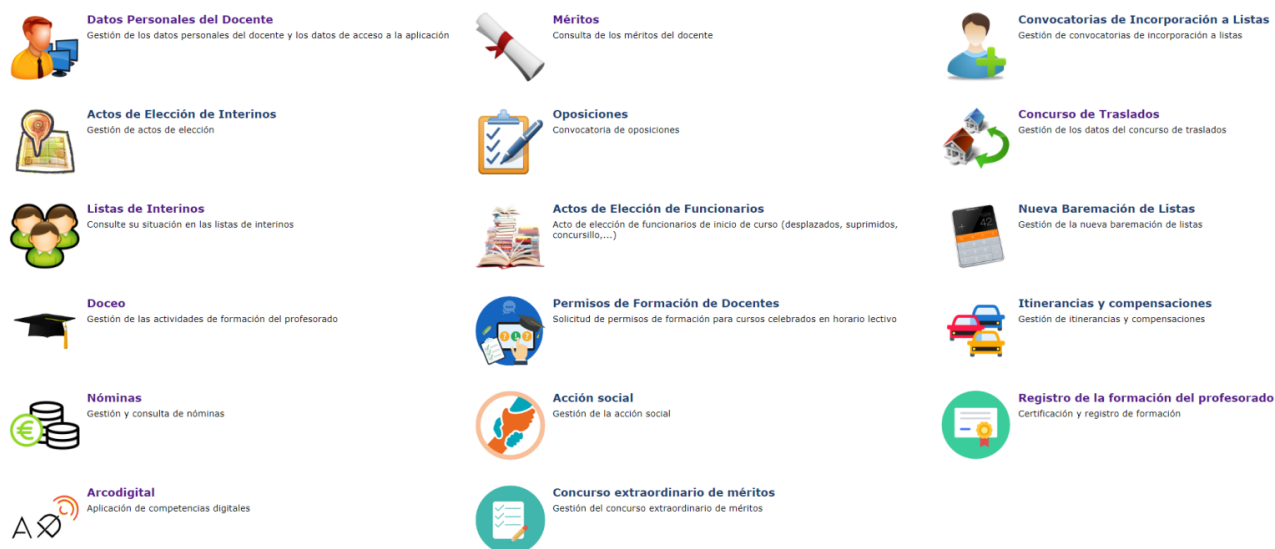 Datos Personales del Docente
Gestión de los datos personales del docente y los datos de acceso a la aplicación
Méritos
Consulta de los méritos del docente
Convocatorias de Incorporación a Listas
Gestión de convocatorias de incorporación a listas
Actos de Elección de Interinos
Gestión de actos de elección
Oposiciones
Convocatoria de oposiciones
Concurso de Traslados
Gestión de los datos del concurso de traslados
Listas de Interinos
Consulte su situación en las listas de interinos
Actos de Elección de Funcionarios
Acto de elección de funcionarios de inicio de curso (desplazados, suprimidos,
concursillo,...)
Nueva Baremación de Listas
Gestión de la nueva baremación de listas
42
Doceo
Gestión de las actividades de formación del profesorado
Permisos de Formación de Docentes
Solicitud de permisos de formación para cursos celebrados en horario lectivo
Itinerancias y compensaciones
Gestión de itinerancias y compensaciones
Nóminas
Gestión y consulta de nóminas
Acción social
Gestión de la acción social
Registro de la formación del profesorado
Certificación y registro de formación
Arcodigital
Aplicación de competencias digitales
Concurso extraordinario de méritos
Gestión del concurso extraordinario de méritos